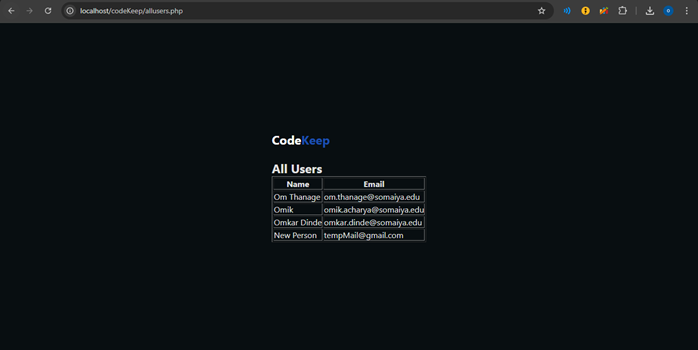 localhost/codeKeep/allusers.php
CodeKeep
All Users
Name Email
Om Thanage om.thanage@somaiya.edu
Omik omik.acharya@somaiya.edu
Omkar Dinde omkar.dinde@somaiya.edu
New Person tempMail@gmail.com